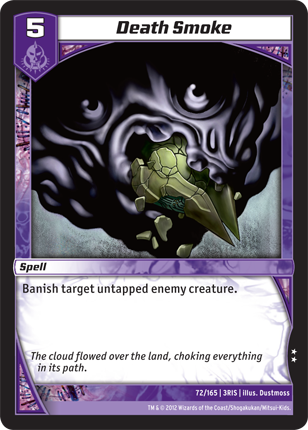 5
Death Smoke
Spell
Banish target untapped enemy creature.
The cloud flowed over the land, choking everything
in its path.
72/165 | 3RIS | illus. Dustmoss
TM & © 2012 Wizards of the Coast/Shogakukan/Mitsui-Kids.